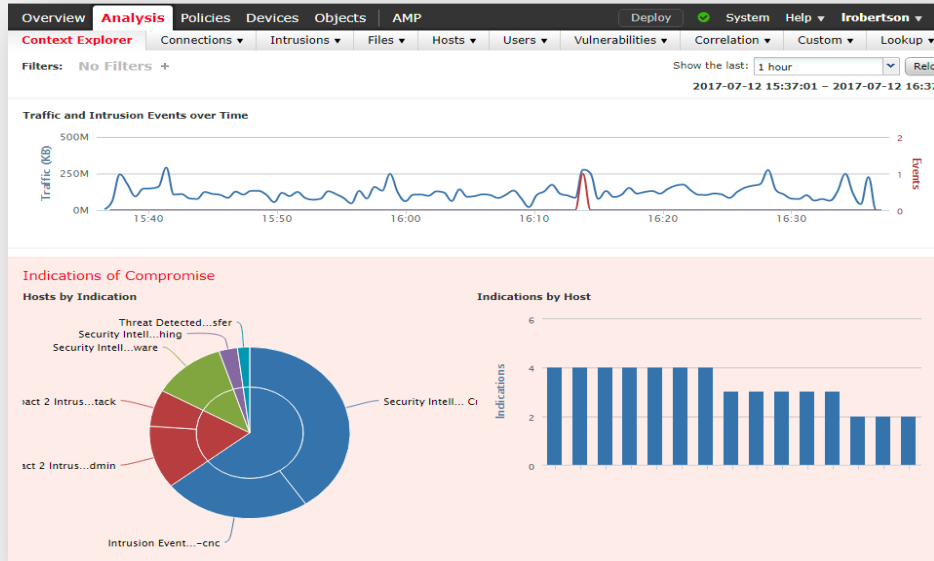 Overview Analysis Policies Devices Objects AMP Deploy System Help lrobertson
Context Explorer Connections Intrusions Files Hosts Users Vulnerabilities Correlation Custom Lookup
Filters: No Filters + Show the last: 1 hour Relo
2017-07-12 15:37:01 – 2017-07-12 16:37
Traffic and Intrusion Events over Time
500M 2
250M 1
0M 0
Traffic (KB)
Events
15:40 15:50 16:00 16:10 16:20 16:30
Indications of Compromise
Hosts by Indication Indications by Host
Threat Detected...sfer
Security Intell...hing
Security Intell...ware
pact 2 Intrus...tack
Security Intell... Cı
act 2 Intrus...dmin
Intrusion Event...-cnc
Indications
6
4
2
0